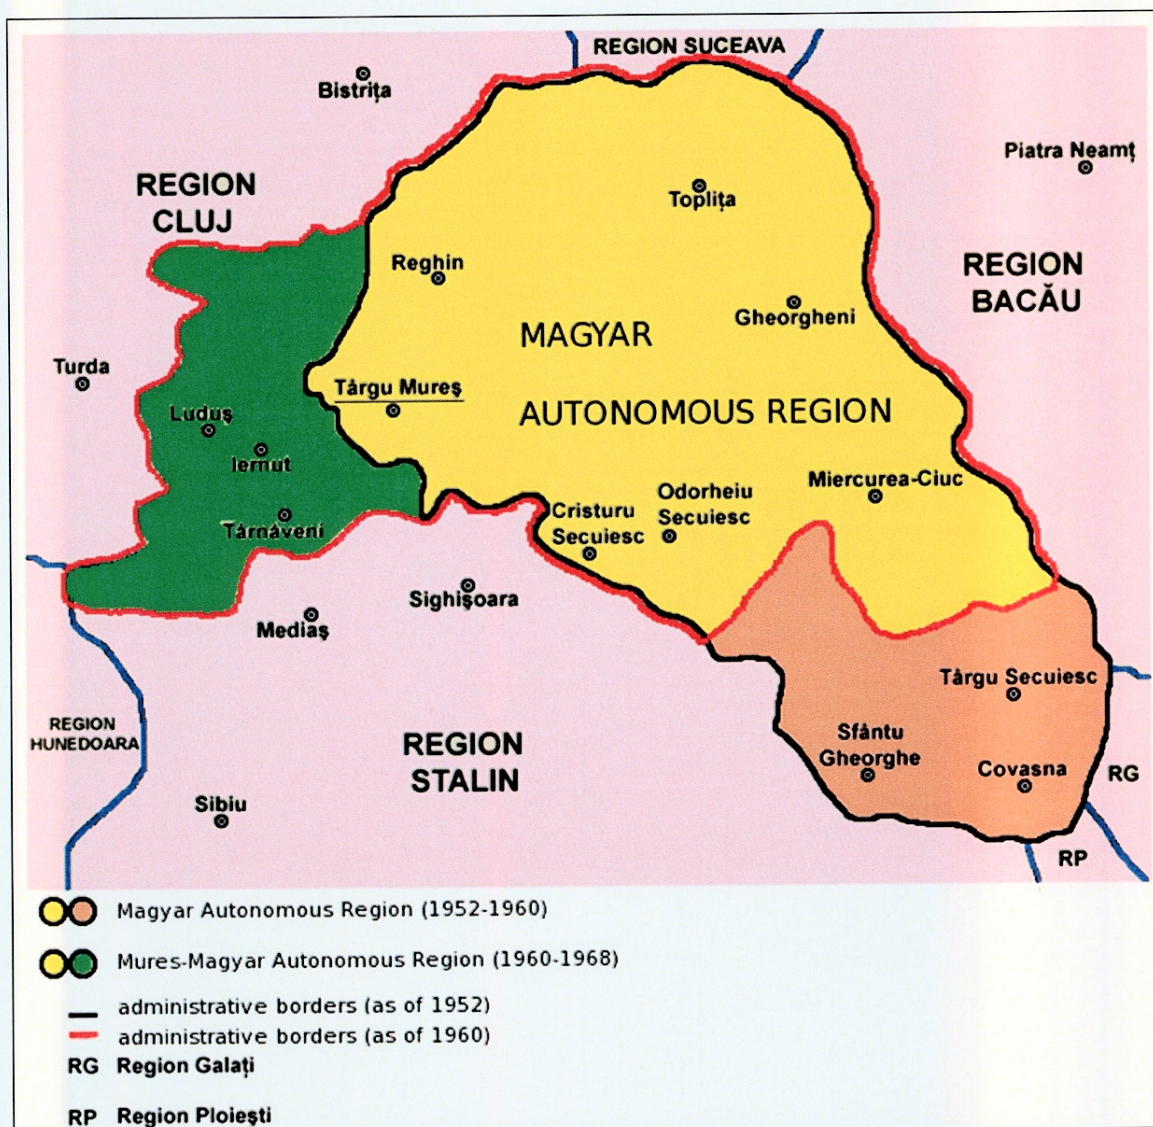 REGION SUCEAVA
Bistrița
Piatra Neamț
REGION
CLUJ
Toplița
Reghin
REGION
BACĂU
Gheorgheni
MAGYAR
Turda
Târgu Mureș
AUTONOMOUS REGION
Luduș
Iernut
Miercurea-Ciuc
Odorheiu
Secuiesc
Cristuru
Secuiesc
Târnăveni
Sighișoara
Mediaș
Târgu Secuiesc
REGION
HUNEDOARA
REGION
STALIN
Sfântu
Gheorghe
Covasna
RG
Sibiu
RP
Magyar Autonomous Region (1952-1960)
Mures-Magyar Autonomous Region (1960-1968)
administrative borders (as of 1952)
administrative borders (as of 1960)
RG Region Galați
RP Region Ploiești